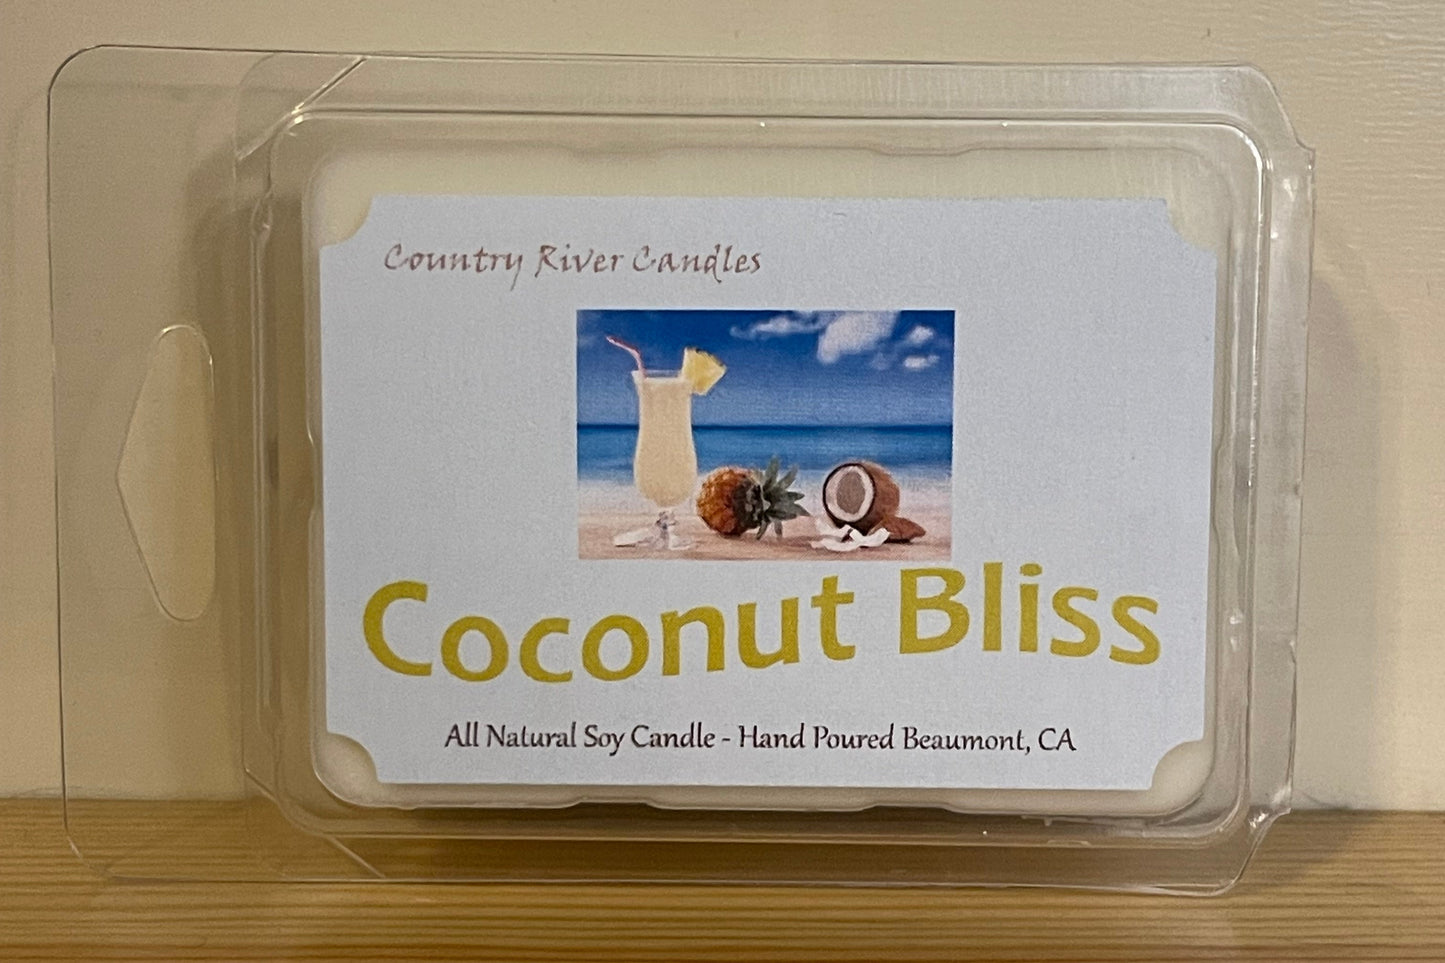 Country River Candles
Coconut Bliss
All Natural Soy Candle - Hand Poured Beaumont, CA